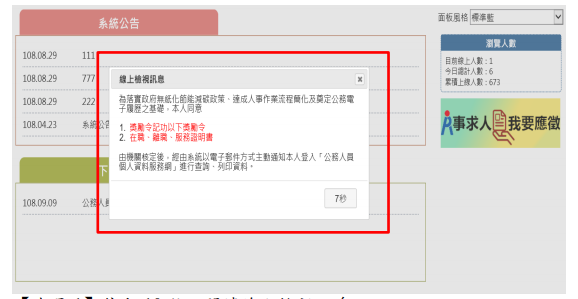 系統公告
面板風格 標準藍
108.08.29 111
108.08.29 777
108.08.29 222
108.04.23 系統公告
瀏覽人數
目前線上人數：1
今日總計人數：6
累積上線人數：673
線上檢視訊息
為落實政府無紙化節能減碳政策、達成人事作業流程簡化及奠定公務電
子履歷之基礎，本人同意
1. 獎勵令記功以下獎勵令
2. 在職、離職、服務證明書
由機關核定後，經由系統以電子郵件方式主動通知本人登入「公務人員
個人資料服務網」進行查詢、列印資料。
7秒
事求人 我要應徵
下
108.09.09 公務人員